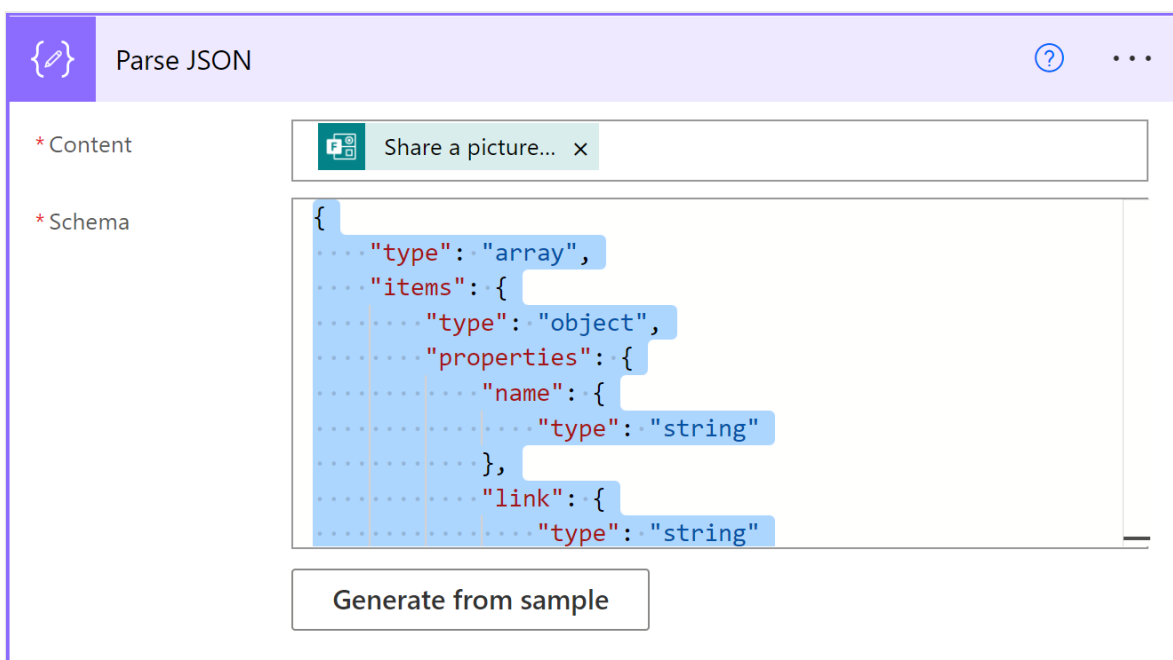 Parse JSON
* Content
Share a picture...
* Schema
{
    "type": "array",
    "items": {
        "type": "object",
        "properties": {
            "name": {
                "type": "string"
            },
            "link": {
                "type": "string"
Generate from sample